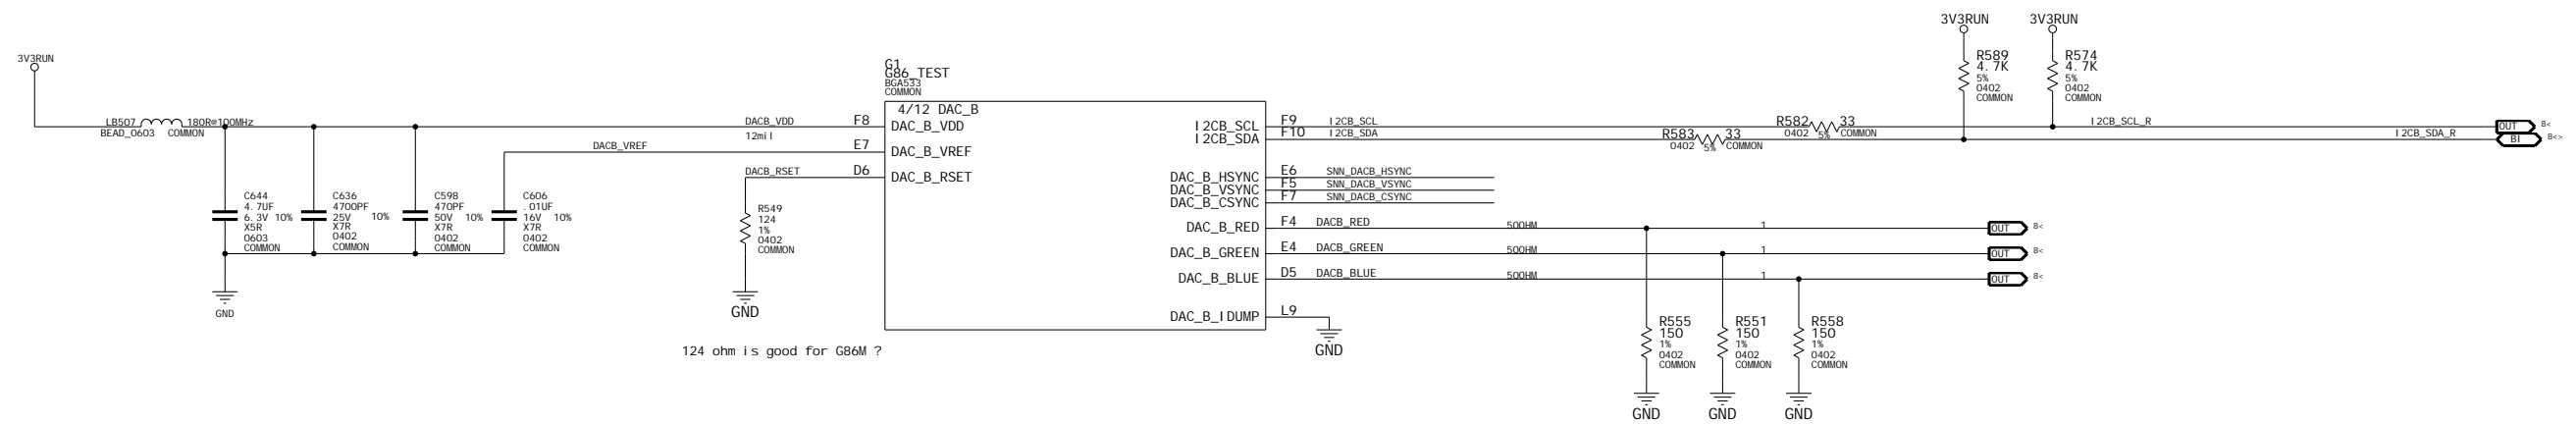 3V3RUN
LB507 180R@100MHz
BEAD_0603 COMMON
C644
4.7UF
6.3V 10%
X5R
0603
COMMON
C636
4700PF
25V 10%
X7R
0402
COMMON
C598
470PF
50V 10%
X7R
0402
COMMON
C606
.01UF
16V 10%
X7R
0402
COMMON
GND
DACB_VDD
12mil
DACB_VREF
DACB_RSET
R549
124
1%
0402
COMMON
GND
124 ohm is good for G86M ?
G1
G86_TEST
BGA533
COMMON
4/12 DAC_B
F8 DAC_B_VDD
E7 DAC_B_VREF
D6 DAC_B_RSET
I2CB_SCL F9 I2CB_SCL
I2CB_SDA F10 I2CB_SDA
DAC_B_HSYNC E6 SNN_DACB_HSYNC
DAC_B_VSYNC F5 SNN_DACB_VSYNC
DAC_B_CSYNC F7 SNN_DACB_CSYNC
DAC_B_RED F4 DACB_RED 50OHM 1 OUT 8<
DAC_B_GREEN E4 DACB_GREEN 50OHM 1 OUT 8<
DAC_B_BLUE D5 DACB_BLUE 50OHM 1 OUT 8<
DAC_B_IDUMP L9
GND
R583 33
0402 5% COMMON
R582 33
0402 5% COMMON
3V3RUN
R589
4.7K
5%
0402
COMMON
3V3RUN
R574
4.7K
5%
0402
COMMON
I2CB_SCL_R OUT 8<
I2CB_SDA_R BI 8<>
R555
150
1%
0402
COMMON
GND
R551
150
1%
0402
COMMON
GND
R558
150
1%
0402
COMMON
GND